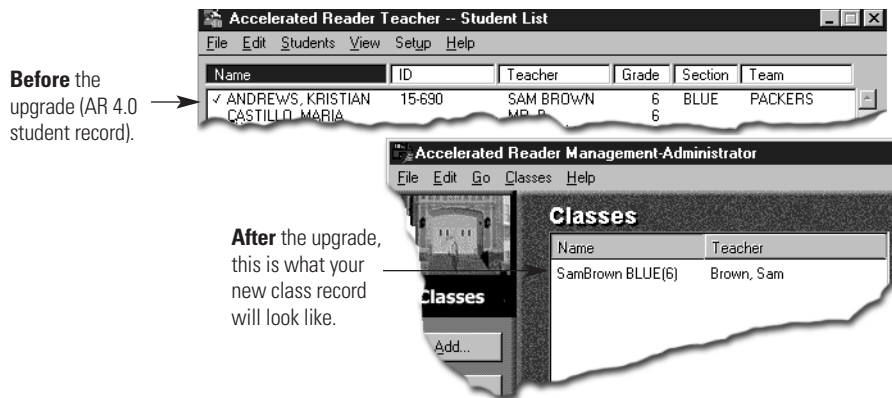 Accelerated Reader Teacher -- Student List
File Edit Students View Setup Help
Name ID Teacher Grade Section Team
✓ ANDREWS, KRISTIAN 15-690 SAM BROWN 6 BLUE PACKERS
CASTILLO, MARIA MR. 6
Before the
upgrade (AR 4.0
student record).
Accelerated Reader Management-Administrator
File Edit Go Classes Help
Classes
Name Teacher
SamBrown BLUE(6) Brown, Sam
Classes
Add...
After the upgrade,
this is what your
new class record
will look like.